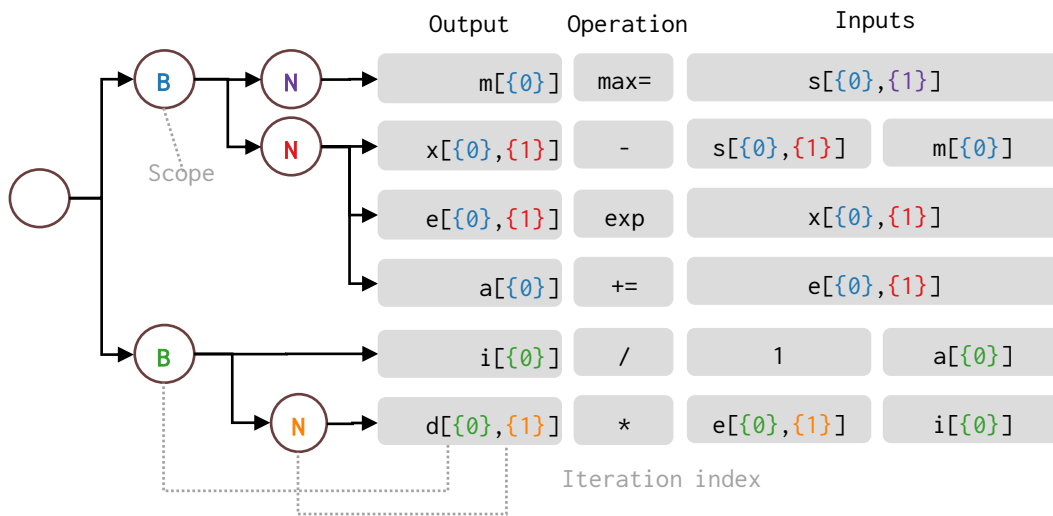 Output Operation Inputs
B N m[{0}] max= s[{0},{1}]
N x[{0},{1}] - s[{0},{1}] m[{0}]
Scope
e[{0},{1}] exp x[{0},{1}]
a[{0}] += e[{0},{1}]
B i[{0}] / 1 a[{0}]
N d[{0},{1}] * e[{0},{1}] i[{0}]
Iteration index